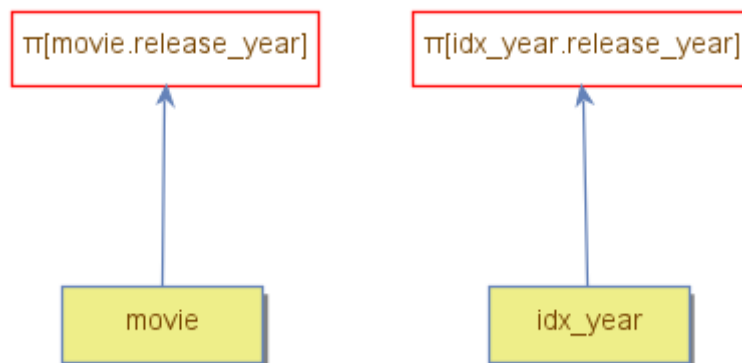 π[movie.release_year]
π[idx_year.release_year]
movie
idx_year